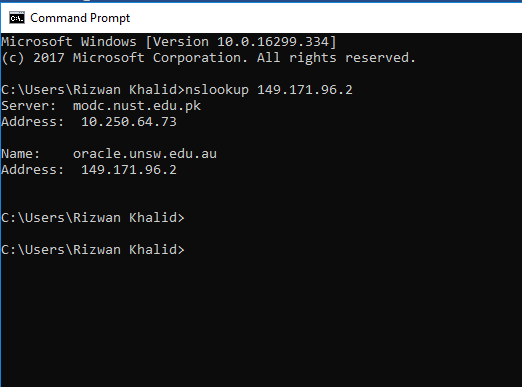 Command Prompt
Microsoft Windows [Version 10.0.16299.334]
(c) 2017 Microsoft Corporation. All rights reserved.
C:\Users\Rizwan Khalid>nslookup 149.171.96.2
Server:  modc.nust.edu.pk
Address:  10.250.64.73
Name:    oracle.unsw.edu.au
Address:  149.171.96.2
C:\Users\Rizwan Khalid>
C:\Users\Rizwan Khalid>